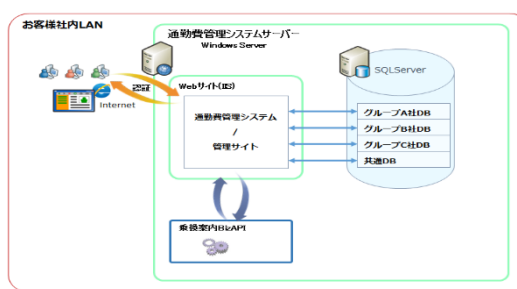 お客様社内LAN
通勤費管理システムサーバー
Windows Server
SQLServer
Webサイト(IIS)
認証
Internet
通勤費管理システム
/
管理サイト
グループA社DB
グループB社DB
グループC社DB
共通DB
乗換案内BizAPI